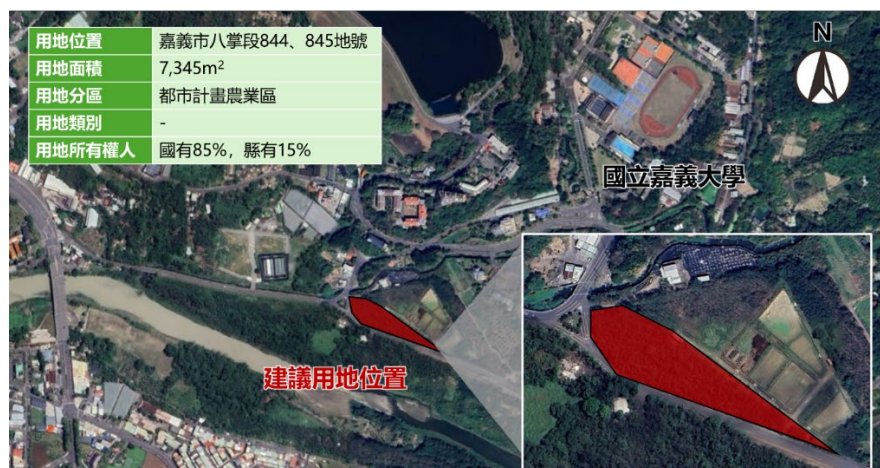 用地位置 嘉義市八掌段844、845地號
用地面積 7,345m²
用地分區 都市計畫農業區
用地類別 -
用地所有權人 國有85%，縣有15%
N
國立嘉義大學
建議用地位置